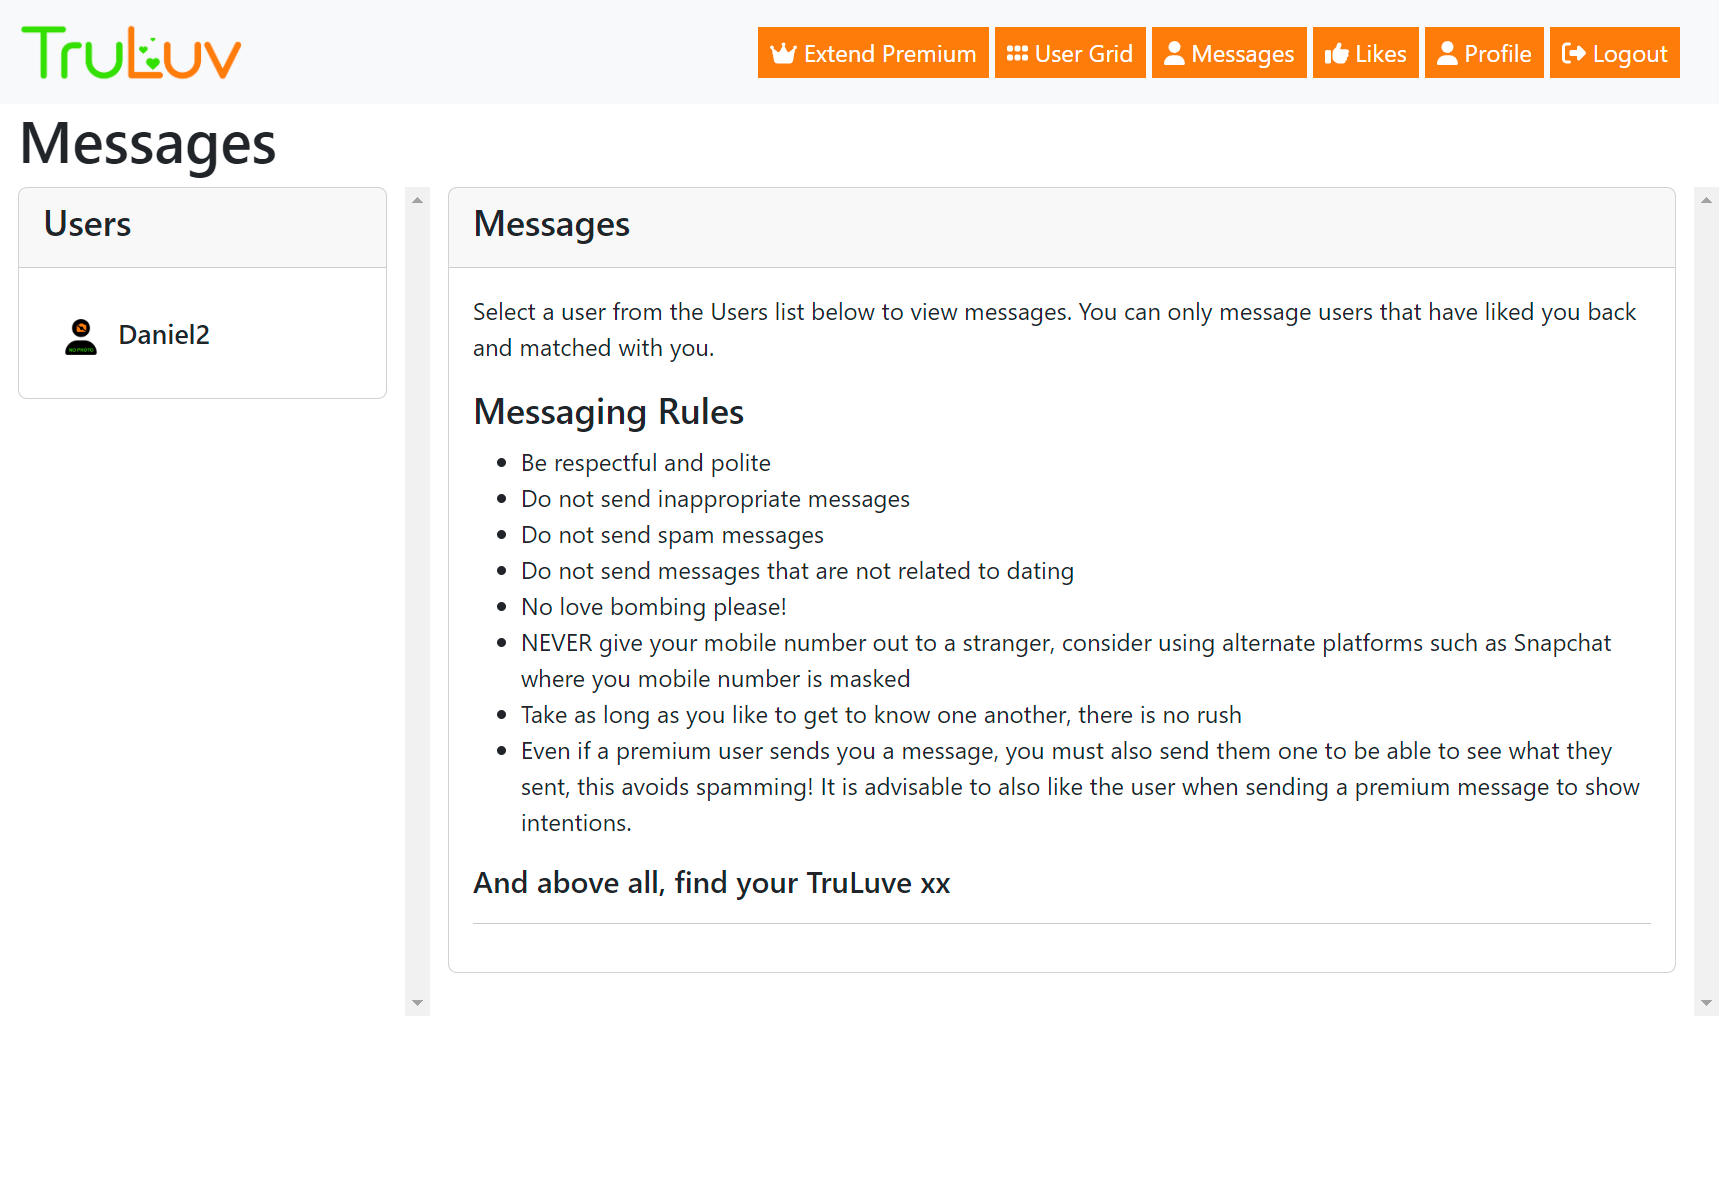 TruLuv
Extend Premium
User Grid
Messages
Likes
Profile
Logout
Messages
Users
Daniel2
Messages
Select a user from the Users list below to view messages. You can only message users that have liked you back
and matched with you.
Messaging Rules
Be respectful and polite
Do not send inappropriate messages
Do not send spam messages
Do not send messages that are not related to dating
No love bombing please!
NEVER give your mobile number out to a stranger, consider using alternate platforms such as Snapchat
where you mobile number is masked
Take as long as you like to get to know one another, there is no rush
Even if a premium user sends you a message, you must also send them one to be able to see what they
sent, this avoids spamming! It is advisable to also like the user when sending a premium message to show
intentions.
And above all, find your TruLuve xx